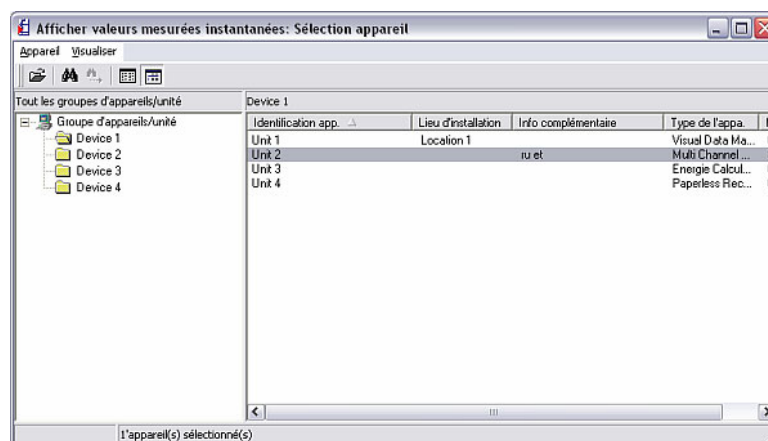 Afficher valeurs mesurées instantanées: Sélection appareil
Appareil Visualiser
Tout les groupes d'appareils/unité
Device 1
Groupe d'appareils/unité
Device 1
Device 2
Device 3
Device 4
Identification app. Lieu d'installation Info complémentaire Type de l'appa.
Unit 1 Location 1 Visual Data Ma...
Unit 2 ru et Multi Channel ...
Unit 3 Energie Calcul...
Unit 4 Paperless Rec...
1'appareil(s) sélectionné(s)